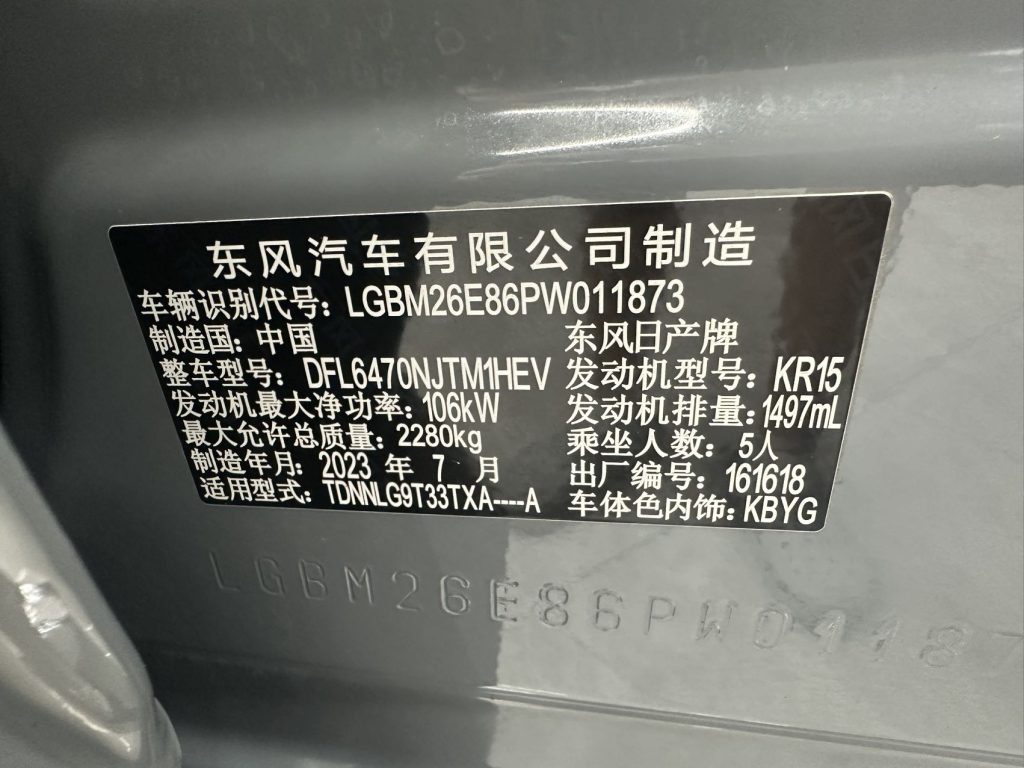 东风汽车有限公司制造
车辆识别代号: LGBM26E86PW011873
制造国: 中国 东风日产牌
整车型号: DFL6470NJTM1HEV 发动机型号: KR15
发动机最大净功率: 106kW 发动机排量: 1497mL
最大允许总质量: 2280kg 乘坐人数: 5人
制造年月: 2023 年 7 月 出厂编号: 161618
适用型式: TDNNLG9T33TXA----A 车体色内饰: KBYG
LGBM26E86PW01187